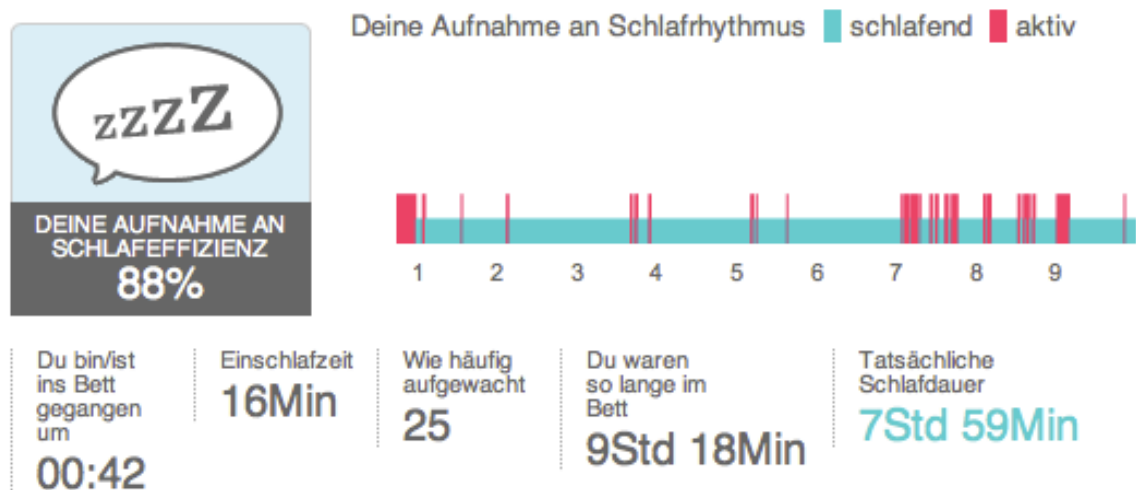 Deine Aufnahme an Schlafrhythmus schlafend aktiv
zzzZ
DEINE AUFNAHME AN
SCHLAFEFFIZIENZ
88%
1 2 3 4 5 6 7 8 9
Du bin/ist
ins Bett
gegangen
um
00:42
Einschlafzeit
16Min
Wie häufig
aufgewacht
25
Du waren
so lange im
Bett
9Std 18Min
Tatsächliche
Schlafdauer
7Std 59Min